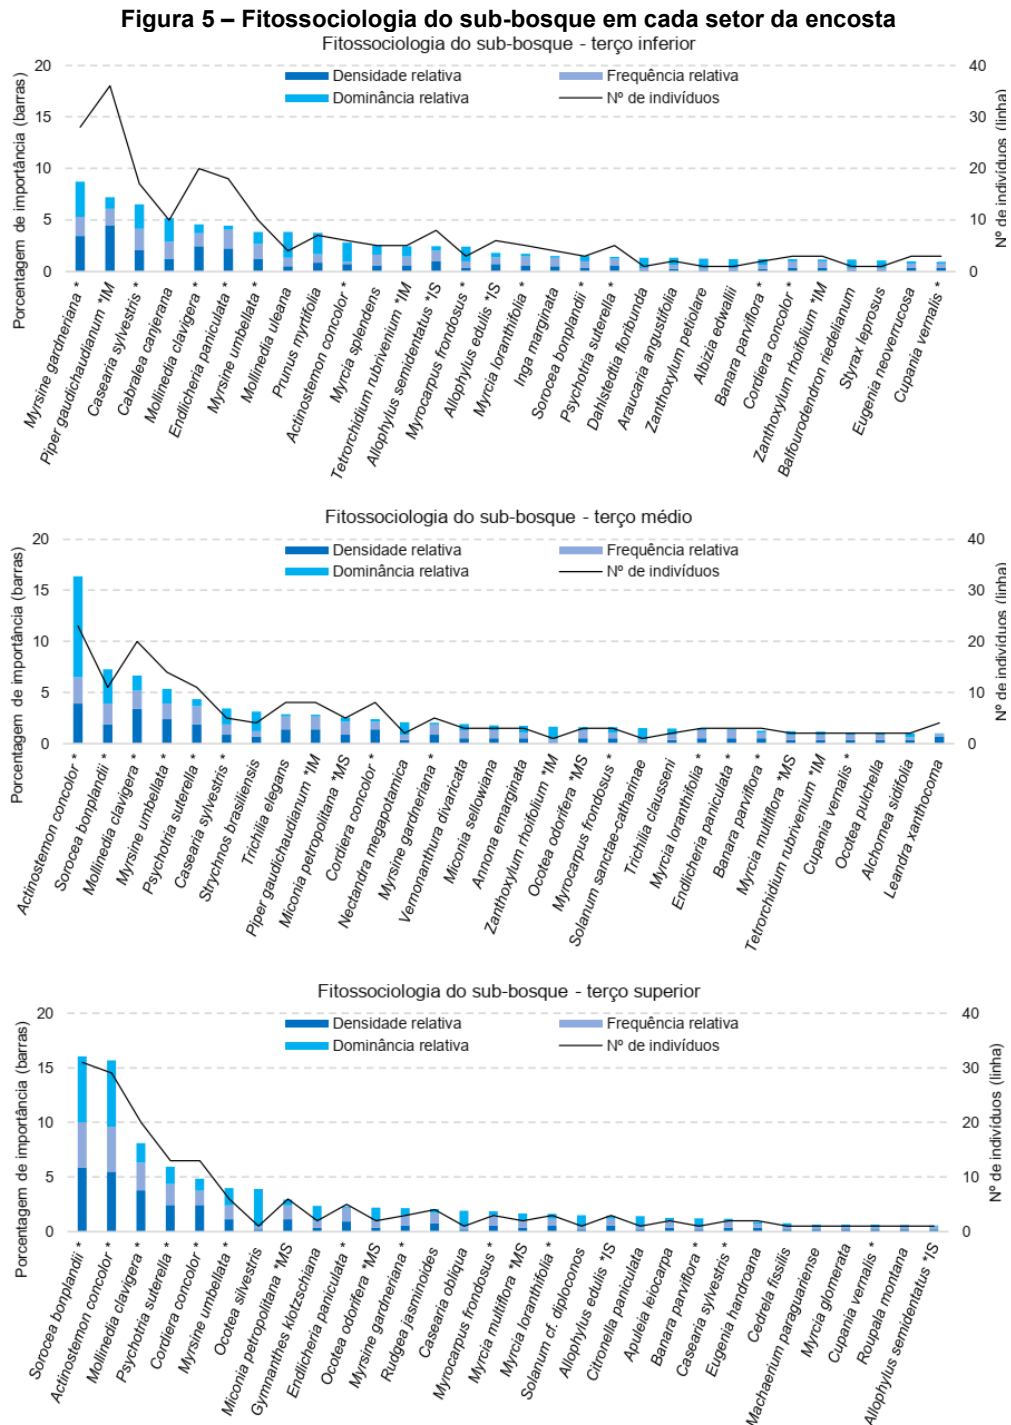 Figura 5 – Fitossociologia do sub-bosque em cada setor da encosta
Fitossociologia do sub-bosque - terço inferior
Densidade relativa
Frequência relativa
Dominância relativa
Nº de indivíduos
Porcentagem de importância (barras)
20
15
10
5
0
40
30
20
10
0
Nº de indivíduos (linha)
Myrsine gardneriana *
Piper gaudichaudianum *IM
Casearia sylvestris *
Cabralea canjerana
Mollinedia clavigera *
Endlicheria paniculata *
Myrsine umbellata *
Mollinedia uleana
Prunus myrtifolia
Actinostemon concolor *
Myrcia splendens
Tetrorchidium rubrivenium *IM
Allophylus semidentatus *IS
Myrocarpus frondosus *
Allophylus edulis *IS
Myrcia loranthifolia *
Inga marginata
Sorocea bonplandii *
Psychotria suterella *
Dahlstedtia floribunda
Araucaria angustifolia
Zanthoxylum petiolare
Albizia edwallii
Banara parviflora *
Cordiera concolor *
Zanthoxylum rhoifolium *IM
Balfourodendron riedelianum
Styrax leprosus
Eugenia neoverrucosa
Cupania vernalis *
Fitossociologia do sub-bosque - terço médio
Densidade relativa
Frequência relativa
Dominância relativa
Nº de indivíduos
Porcentagem de importância (barras)
20
15
10
5
0
40
30
20
10
0
Nº de indivíduos (linha)
Actinostemon concolor *
Sorocea bonplandii *
Mollinedia clavigera *
Myrsine umbellata *
Psychotria suterella *
Casearia sylvestris *
Strychnos brasiliensis
Trichilia elegans
Piper gaudichaudianum *IM
Miconia petropolitana *MS
Cordiera concolor *
Nectandra megapotamica
Myrsine gardneriana *
Vernonanthura divaricata
Miconia sellowiana
Annona emarginata
Zanthoxylum rhoifolium *IM
Ocotea odorifera *MS
Myrocarpus frondosus *
Solanum sanctae-catharinae
Trichilia claussenii
Myrcia loranthifolia *
Endlicheria paniculata *
Banara parviflora *
Myrcia multiflora *MS
Tetrorchidium rubrivenium *IM
Cupania vernalis *
Ocotea pulchella
Alchornea sidifolia
Leandra xanthocoma
Fitossociologia do sub-bosque - terço superior
Densidade relativa
Frequência relativa
Dominância relativa
Nº de indivíduos
Porcentagem de importância (barras)
20
15
10
5
0
40
30
20
10
0
Nº de indivíduos (linha)
Sorocea bonplandii *
Actinostemon concolor *
Mollinedia clavigera *
Psychotria suterella *
Cordiera concolor *
Myrsine umbellata *
Ocotea silvestris
Miconia petropolitana *MS
Gymnanthes klotzschiana
Endlicheria paniculata *
Ocotea odorifera *MS
Myrsine gardneriana *
Rudgea jasminoides
Casearia obliqua
Myrocarpus frondosus *
Myrcia multiflora *MS
Myrcia loranthifolia *
Solanum cf. diploconos
Allophylus edulis *IS
Citronella paniculata
Apuleia leiocarpa
Banara parviflora *
Casearia sylvestris *
Eugenia handroana
Cedrela fissilis
Machaerium paraguariense
Myrcia glomerata
Cupania vernalis *
Roupala montana
Allophylus semidentatus *IS